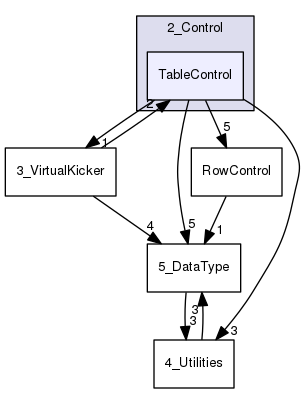 2_Control
TableControl
2
1
5
3_VirtualKicker
RowControl
4
5
1
5_DataType
3
3
3
4_Utilities